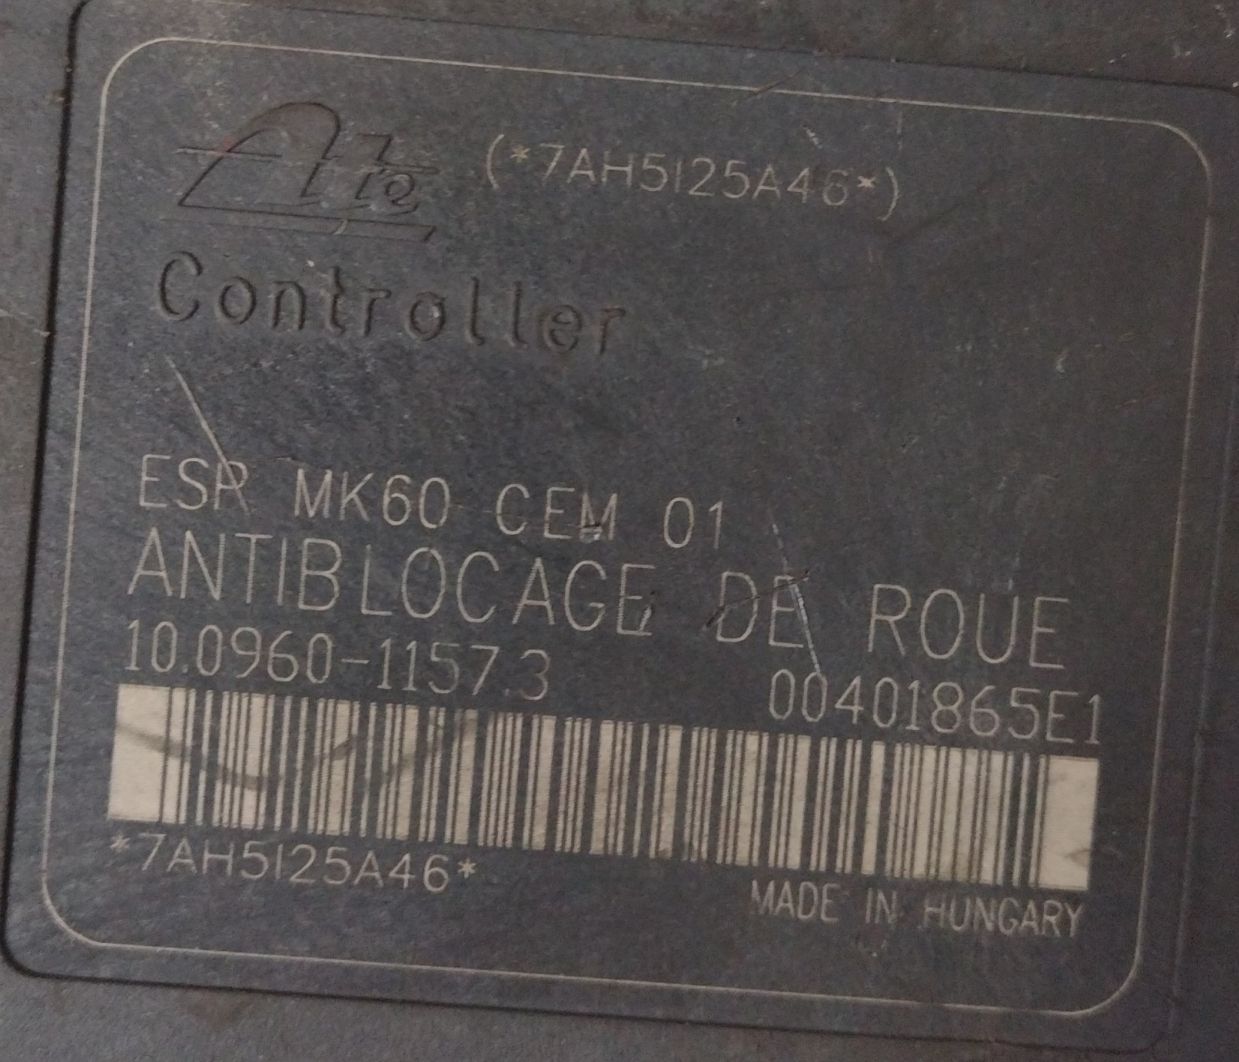 Ate (*7AH5125A46*)
Controller
ESP MK60 CEM 01
ANTIBLOCAGE DE ROUE
10.0960-1157.3 00401865E1
*7AH5125A46*
MADE IN HUNGARY